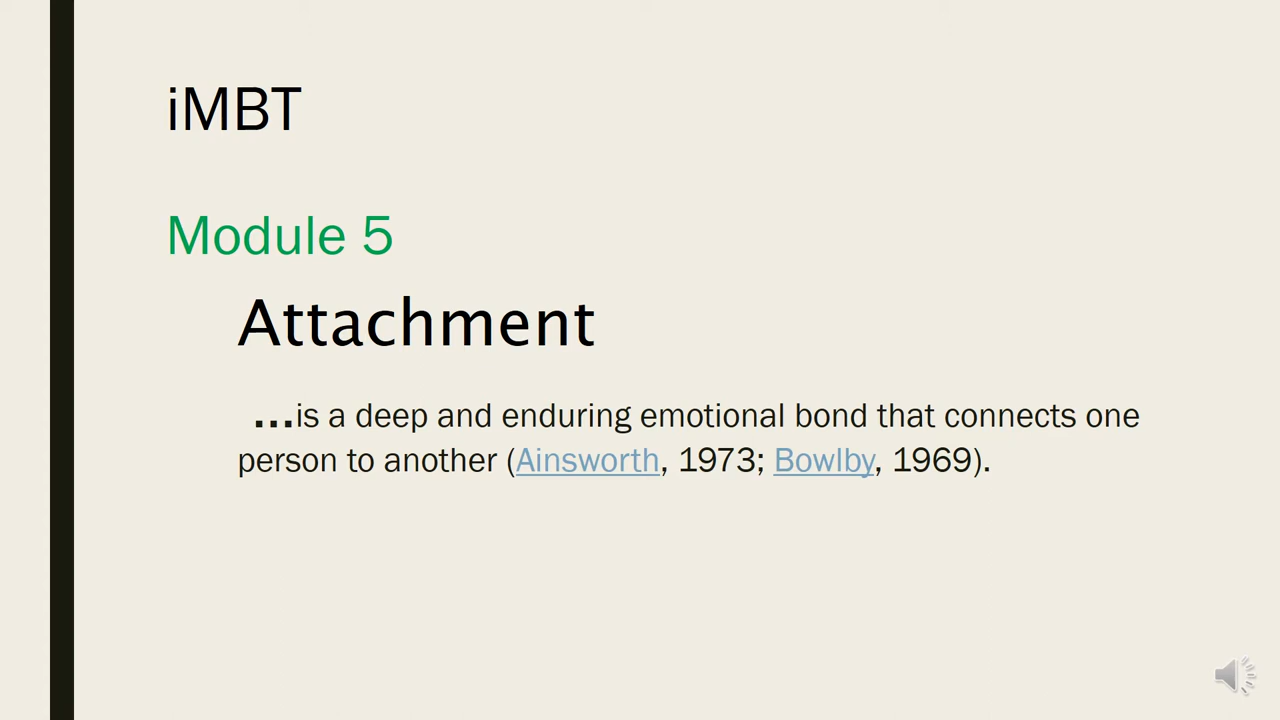 iMBT
Module 5
Attachment
...is a deep and enduring emotional bond that connects one
person to another (Ainsworth, 1973; Bowlby, 1969).